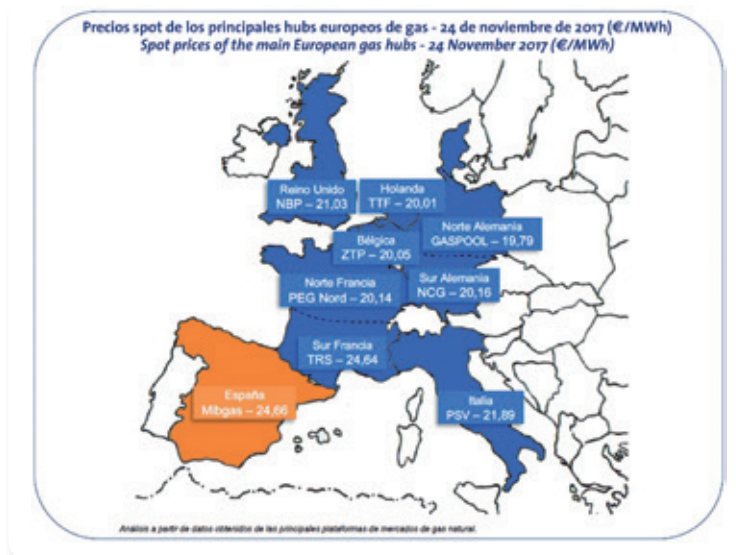 Precios spot de los principales hubs europeos de gas - 24 de noviembre de 2017 (€/MWh)
Spot prices of the main European gas hubs - 24 November 2017 (€/MWh)
Reino Unido
NBP – 21,03
Holanda
TTF – 20,01
Norte Alemania
GASPOOL – 19,79
Bélgica
ZTP – 20,05
Norte Francia
PEG Nord – 20,14
Sur Alemania
NCG – 20,16
Sur Francia
TRS – 24,64
España
Mibgas – 24,66
Italia
PSV – 21,89
Análisis a partir de datos obtenidos de las principales plataformas de mercados de gas natural.